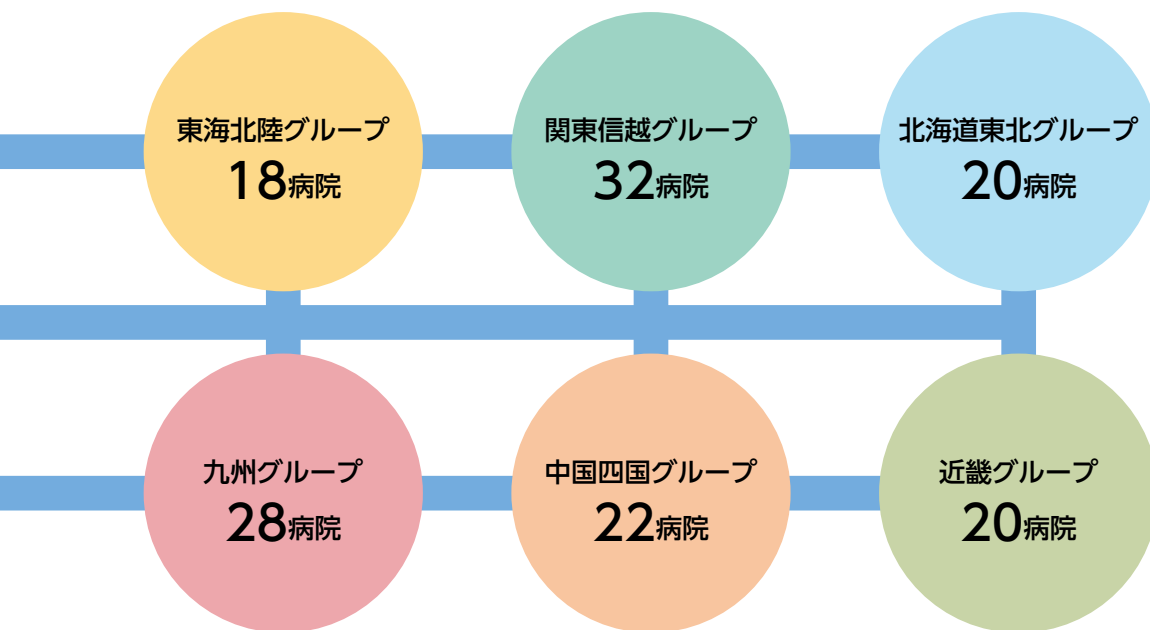 東海北陸グループ
18病院
関東信越グループ
32病院
北海道東北グループ
20病院
九州グループ
28病院
中国四国グループ
22病院
近畿グループ
20病院